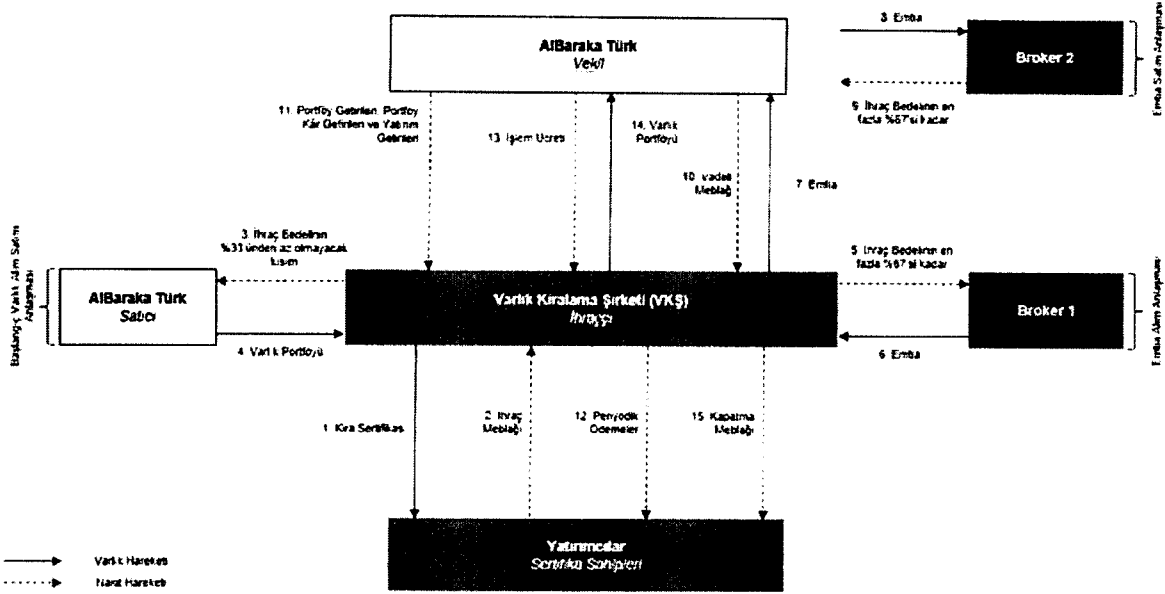 AlBaraka Türk
Vekil
8. Emtia
Broker 2
Emtia Satım Anlaşması
9. İhraç Bedelinin en
fazla %67'si kadar
11. Portföy Getirileri, Portföy
Kâr Getirileri ve Yatırım
Getirileri
13. İşlem Ücreti
14. Varlık
Portföyü
10. Vadeli
Meblağ
7. Emtia
3. İhraç Bedelinin
%33'ünden az olmayacak
kısım
5. İhraç Bedelinin en
fazla %67'si kadar
Başlangıç Varlık Alım Satım
Anlaşması
AlBaraka Türk
Satıcı
Varlık Kiralama Şirketi (VKŞ)
İhraççı
Broker 1
Emtia Alım Anlaşması
4. Varlık Portföyü
6. Emtia
1. Kira Sertifikası
2. İhraç
Meblağı
12. Periyodik
Ödemeler
15. Kapatma
Meblağı
Yatırımcılar
Sertifika Sahipleri
Varlık Hareketi
Nakit Hareketi